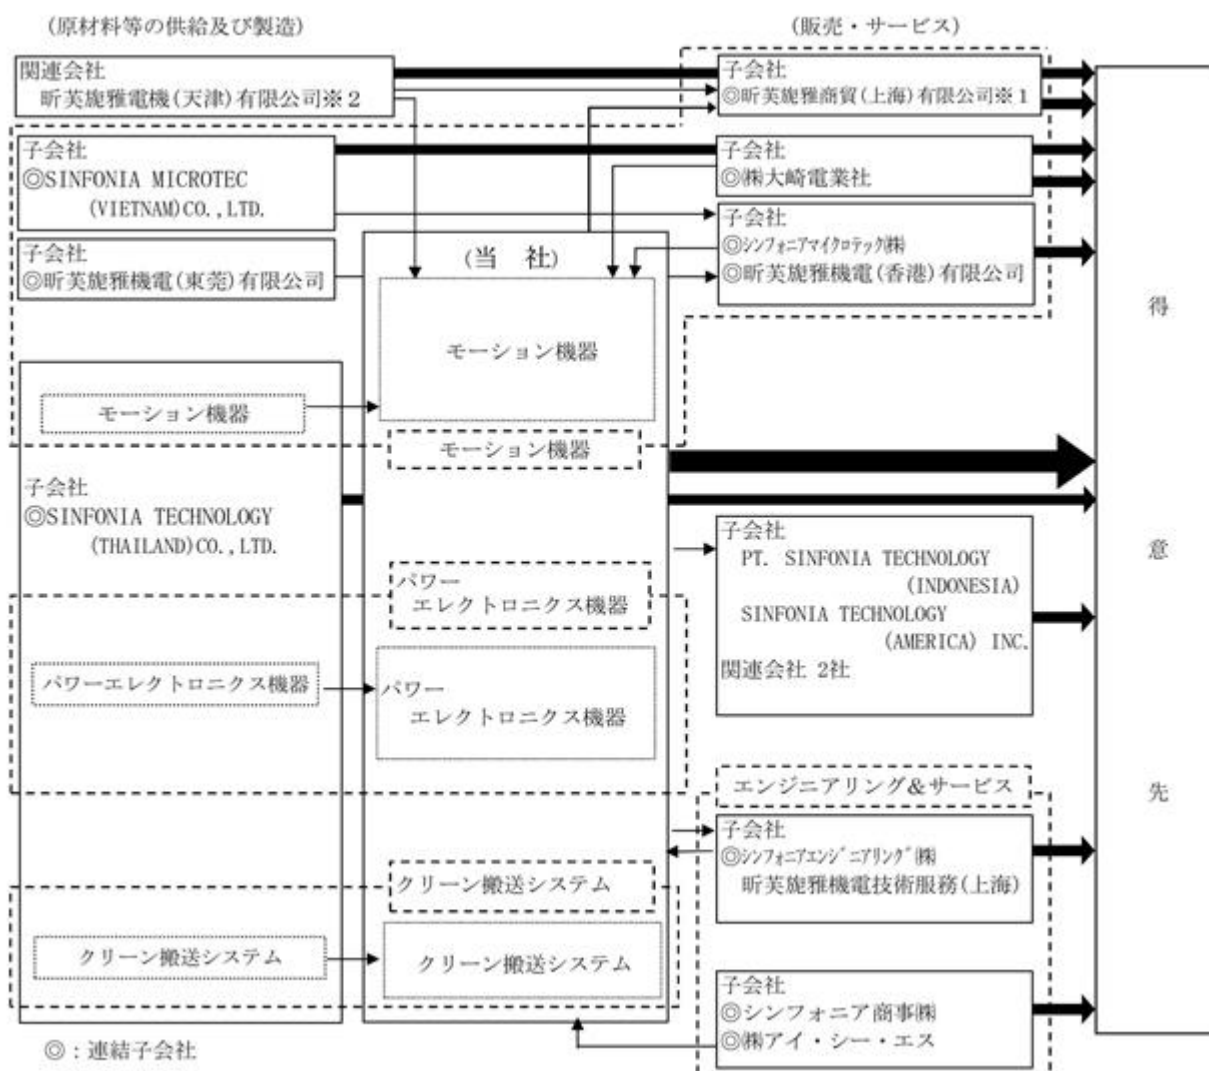 (原材料等の供給及び製造)
(販売・サービス)
関連会社
昕芙旎雅電機(天津)有限公司※2
子会社
◎昕芙旎雅商貿(上海)有限公司※1
子会社
◎SINFONIA MICROTEC
(VIETNAM)CO.,LTD.
子会社
◎㈱大崎電業社
子会社
◎昕芙旎雅機電(東莞)有限公司
子会社
◎ｼﾝﾌｫﾆｱﾏｲｸﾛﾃｯｸ㈱
◎昕芙旎雅機電(香港)有限公司
(当 社)
モーション機器
モーション機器
モーション機器
子会社
◎SINFONIA TECHNOLOGY
(THAILAND)CO.,LTD.
子会社
PT. SINFONIA TECHNOLOGY
(INDONESIA)
SINFONIA TECHNOLOGY
(AMERICA) INC.
関連会社 2社
パワー
エレクトロニクス機器
パワーエレクトロニクス機器
パワー
エレクトロニクス機器
エンジニアリング&サービス
子会社
◎ｼﾝﾌｫﾆｱｴﾝｼﾞﾆｱﾘﾝｸﾞ㈱
昕芙旎雅機電技術服務(上海)
クリーン搬送システム
クリーン搬送システム
クリーン搬送システム
子会社
◎シンフォニア商事㈱
◎㈱アイ・シー・エス
得
意
先
◎：連結子会社